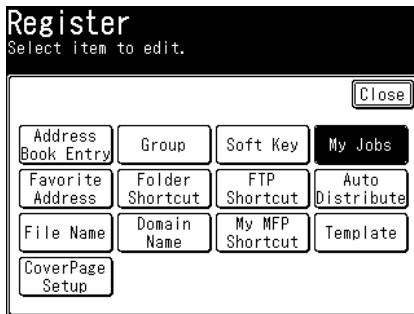 Register
Select item to edit.
Close
Address
Book Entry
Group
Soft Key
My Jobs
Favorite
Address
Folder
Shortcut
FTP
Shortcut
Auto
Distribute
File Name
Domain
Name
My MFP
Shortcut
Template
CoverPage
Setup